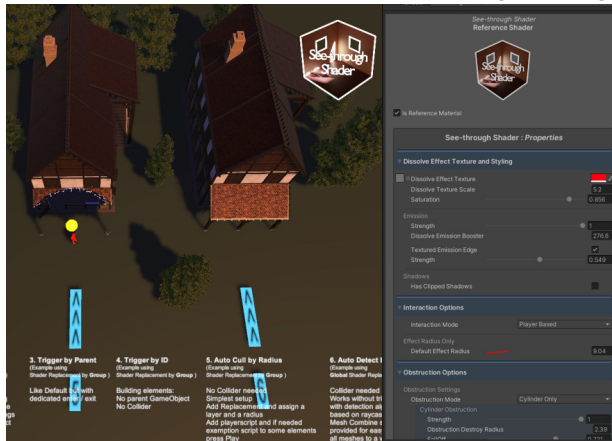 See-through
Shader
See-through Shader
Reference Shader
See-through
Shader
Is Reference Material
See-through Shader : Properties
Dissolve Effect Texture and Styling
Dissolve Effect Texture
Dissolve Texture Scale 5.2
Saturation 0.856
Emission
Strength 1
Dissolve Emission Booster 276.6
Textured Emission Edge
Strength 0.549
Shadows
Has Clipped Shadows
Interaction Options
Interaction Mode Player Based
Effect Radius Only
Default Effect Radius 9.04
Obstruction Options
Obstruction Settings
Obstruction Mode Cylinder Only
Cylinder Obstruction
Strength 1
Obstruction Destroy Radius 2.39
3. Trigger by Parent
(Example using
Shader Replacement by Group )
Like Default but with
dedicated enter / exit
4. Trigger by ID
(Example using
Shader Replacement by Group )
Building elements:
No parent GameObject
No Collider
5. Auto Cull by Radius
(Example using
Shader Replacement by Group )
No Collider needed
Simplest setup
Add Replacement and assign a
layer and a radius
Add playerscript and if needed
exemption script to some elements
press Play
6. Auto Detect
(Example using
Global Shader Replacem
Collider needed
Works without tri
with detection alg
based on raycas
Mesh Combine s
provided for easy
all meshes to a